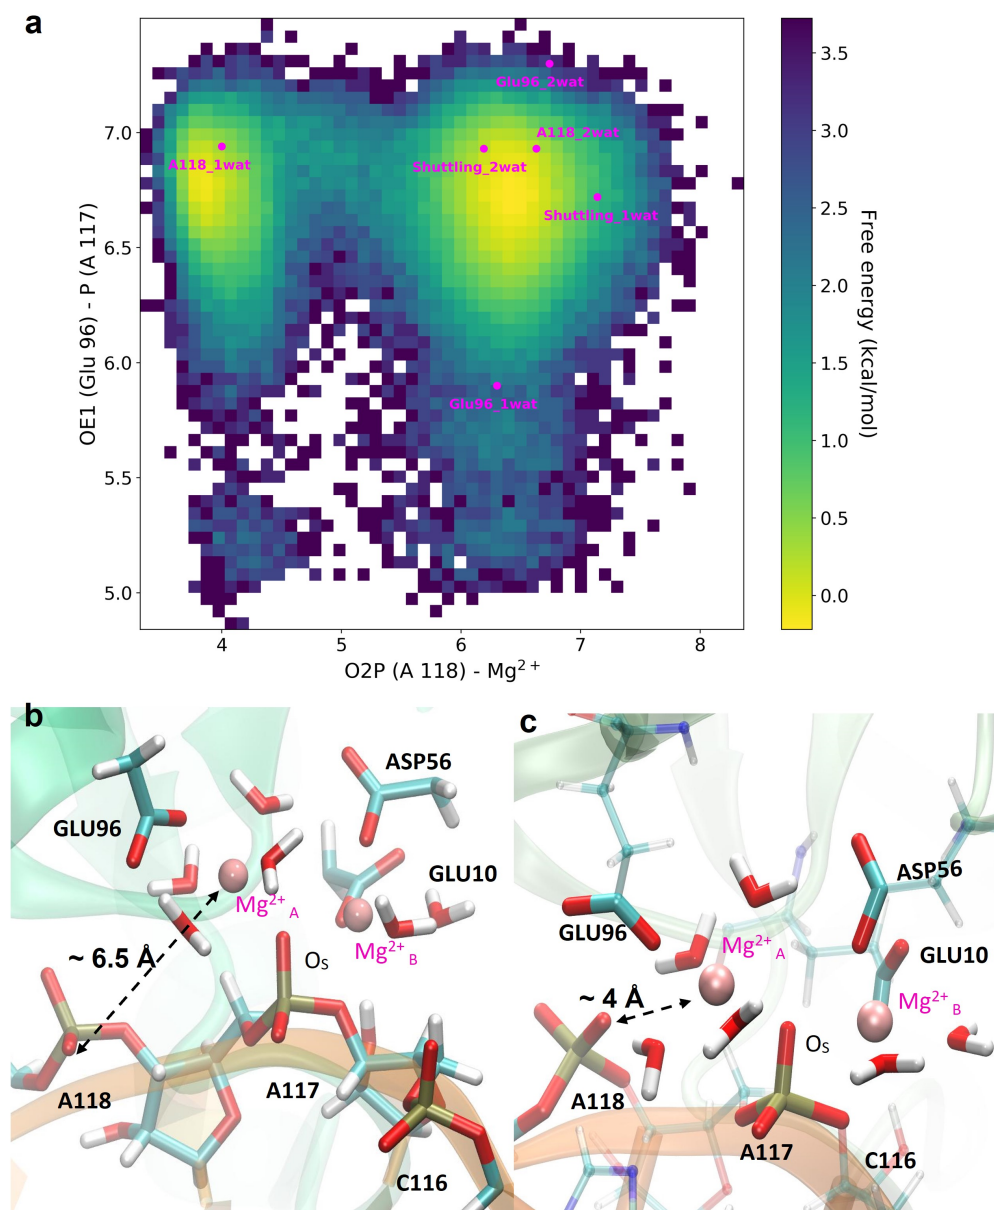 a
Glu96_2wat
A118_2wat
A118_1wat
Shuttling_2wat
Shuttling_1wat
Glu96_1wat
7.0
6.5
6.0
5.5
5.0
OE1 (Glu 96) - P (A 117)
4 5 6 7 8
O2P (A 118) - Mg²⁺
3.5
3.0
2.5
2.0
1.5
1.0
0.5
0.0
Free energy (kcal/mol)
b
ASP56
GLU96
GLU10
Mg²⁺A
Mg²⁺B
~ 6.5 Å
Os
A118
A117
C116
c
ASP56
GLU96
Mg²⁺A
GLU10
~ 4 Å
Mg²⁺B
Os
A118
A117
C116